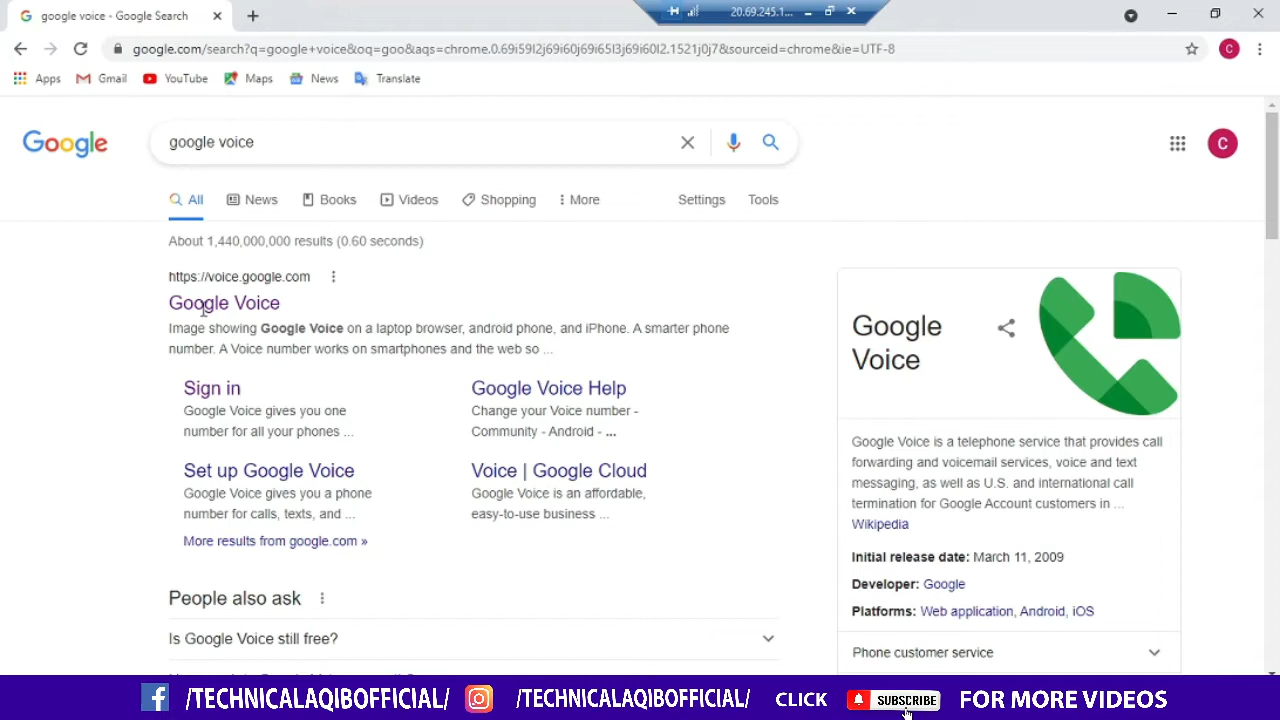 google voice - Google Search
20.69.245.1...
google.com/search?q=google+voice&oq=goo&aqs=chrome.0.69i59l2j69i60j69i65l3j69i60l2.1521j0j7&sourceid=chrome&ie=UTF-8
C
Apps
Gmail
YouTube
Maps
News
Translate
Google
google voice
C
All
News
Books
Videos
Shopping
More
Settings
Tools
About 1,440,000,000 results (0.60 seconds)
https://voice.google.com
Google Voice
Image showing Google Voice on a laptop browser, android phone, and iPhone. A smarter phone
number. A Voice number works on smartphones and the web so ...
Sign in
Google Voice gives you one
number for all your phones ...
Google Voice Help
Change your Voice number -
Community - Android - ...
Set up Google Voice
Google Voice gives you a phone
number for calls, texts, and ...
Voice | Google Cloud
Google Voice is an affordable,
easy-to-use business ...
More results from google.com »
People also ask
Is Google Voice still free?
Google
Voice
Google Voice is a telephone service that provides call
forwarding and voicemail services, voice and text
messaging, as well as U.S. and international call
termination for Google Account customers in ...
Wikipedia
Initial release date: March 11, 2009
Developer: Google
Platforms: Web application, Android, iOS
Phone customer service
/TECHNICALAQIBOFFICIAL/
/TECHNICALAQIBOFFICIAL/
CLICK
SUBSCRIBE
FOR MORE VIDEOS